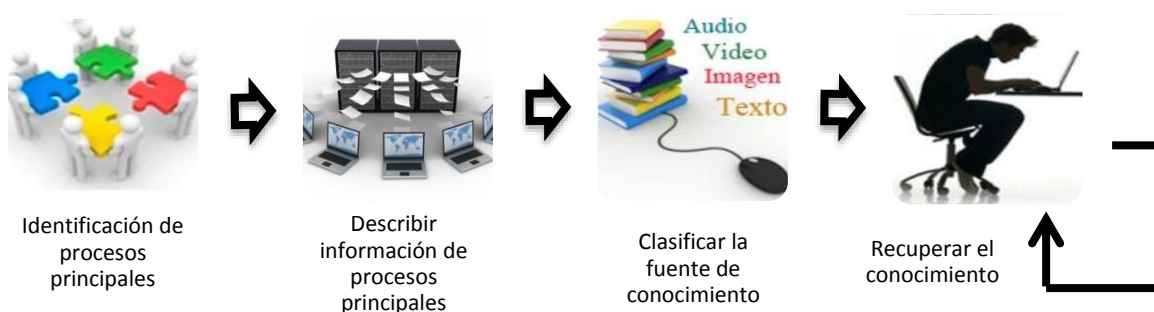 Audio
Video
Imagen
Texto
Identificación de
procesos
principales
Describir
información de
procesos
principales
Clasificar la
fuente de
conocimiento
Recuperar el
conocimiento